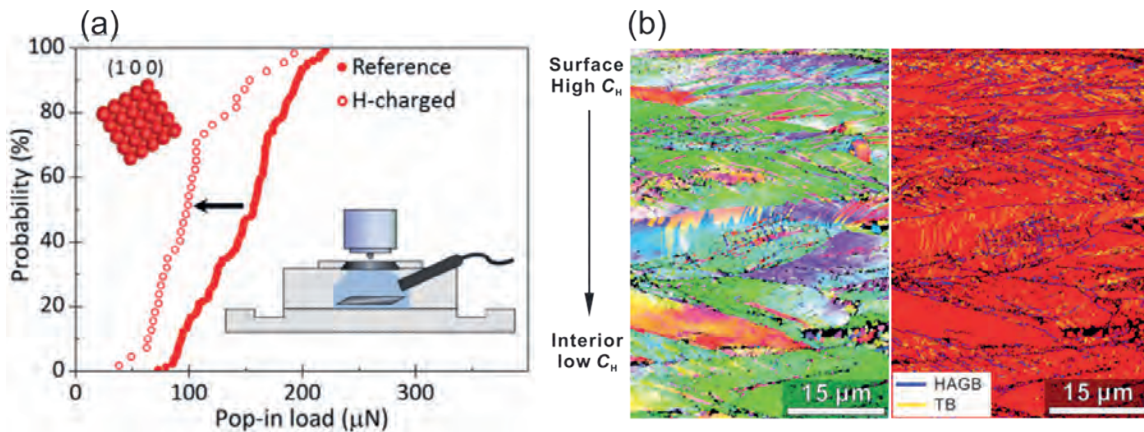 (a)
100
80
60
40
20
0
Probability (%)
(1 0 0)
Reference
H-charged
0
100
200
300
Pop-in load (μN)
(b)
Surface
High C_H
Interior
low C_H
15 μm
HAGB
TB
15 μm